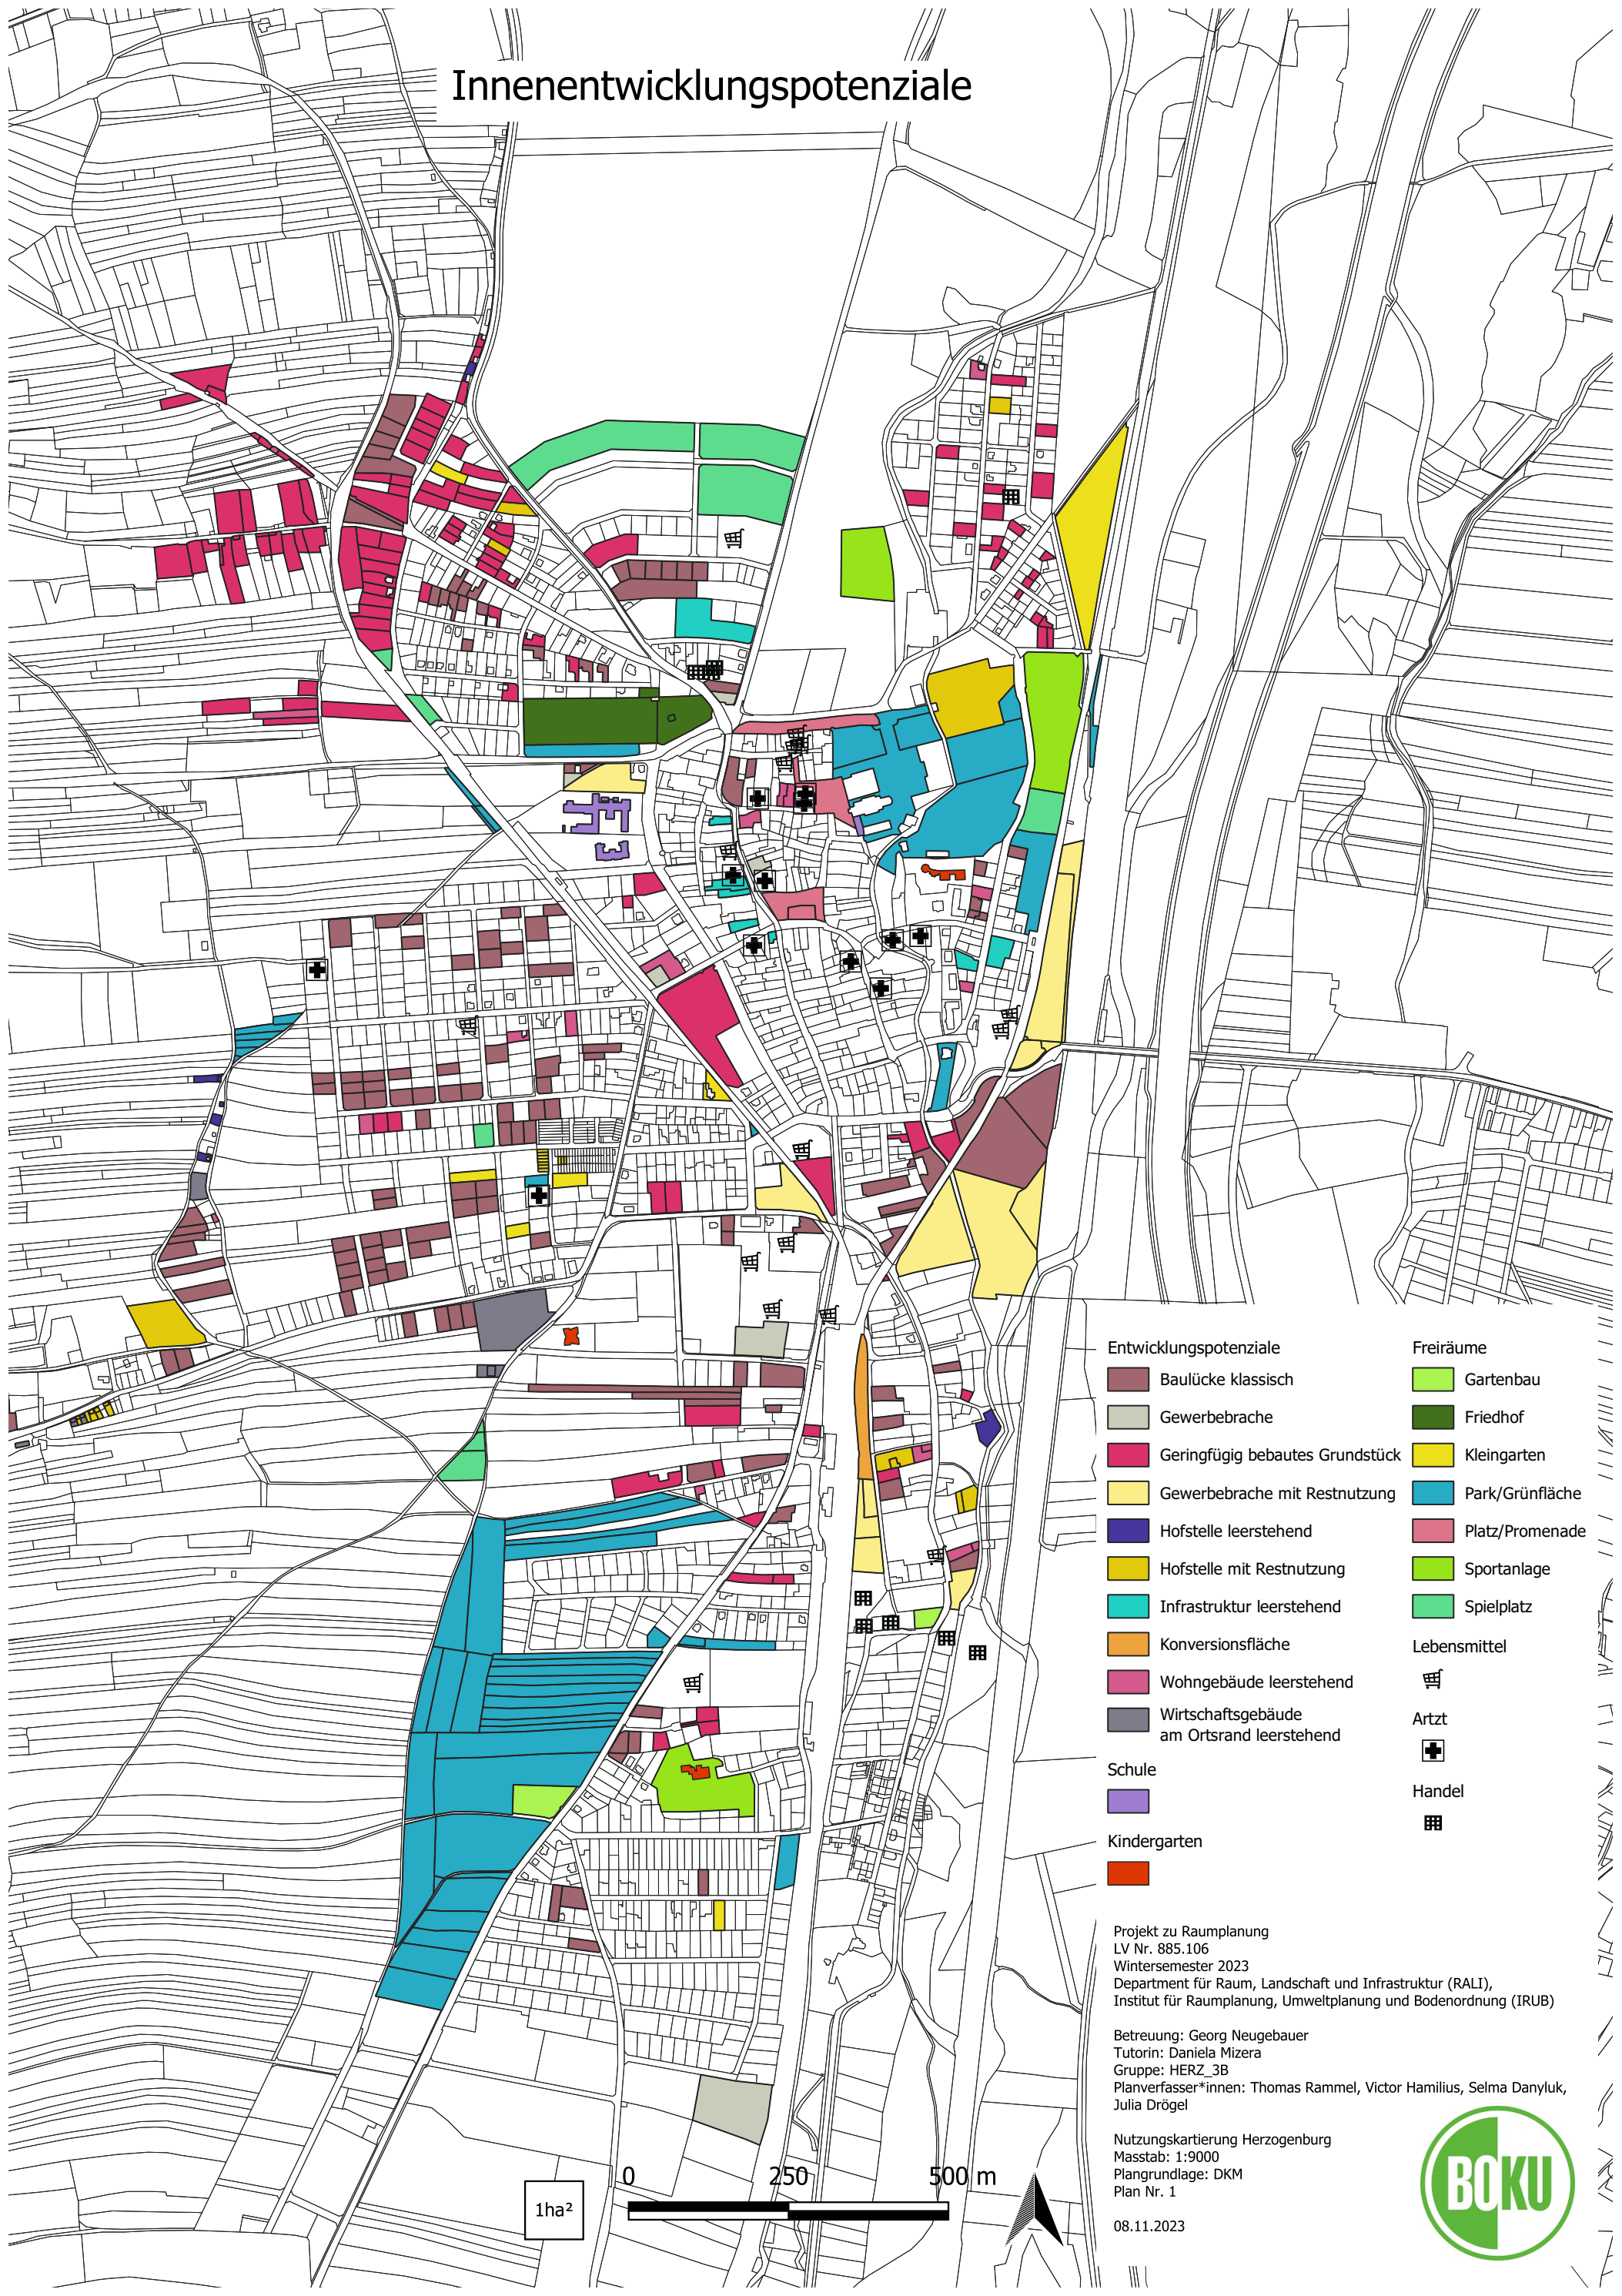 Innenentwicklungspotenziale
Entwicklungspotenziale
Baulücke klassisch
Gewerbebrache
Geringfügig bebautes Grundstück
Gewerbebrache mit Restnutzung
Hofstelle leerstehend
Hofstelle mit Restnutzung
Infrastruktur leerstehend
Konversionsfläche
Wohngebäude leerstehend
Wirtschaftsgebäude
am Ortsrand leerstehend
Schule
Kindergarten
Freiräume
Gartenbau
Friedhof
Kleingarten
Park/Grünfläche
Platz/Promenade
Sportanlage
Spielplatz
Lebensmittel
Artzt
Handel
Projekt zu Raumplanung
LV Nr. 885.106
Wintersemester 2023
Department für Raum, Landschaft und Infrastruktur (RALI),
Institut für Raumplanung, Umweltplanung und Bodenordnung (IRUB)
Betreuung: Georg Neugebauer
Tutorin: Daniela Mizera
Gruppe: HERZ_3B
Planverfasser*innen: Thomas Rammel, Victor Hamilius, Selma Danyluk,
Julia Drögel
Nutzungskartierung Herzogenburg
Masstab: 1:9000
Plangrundlage: DKM
Plan Nr. 1
08.11.2023
BOKU
0 250 500 m
1ha²